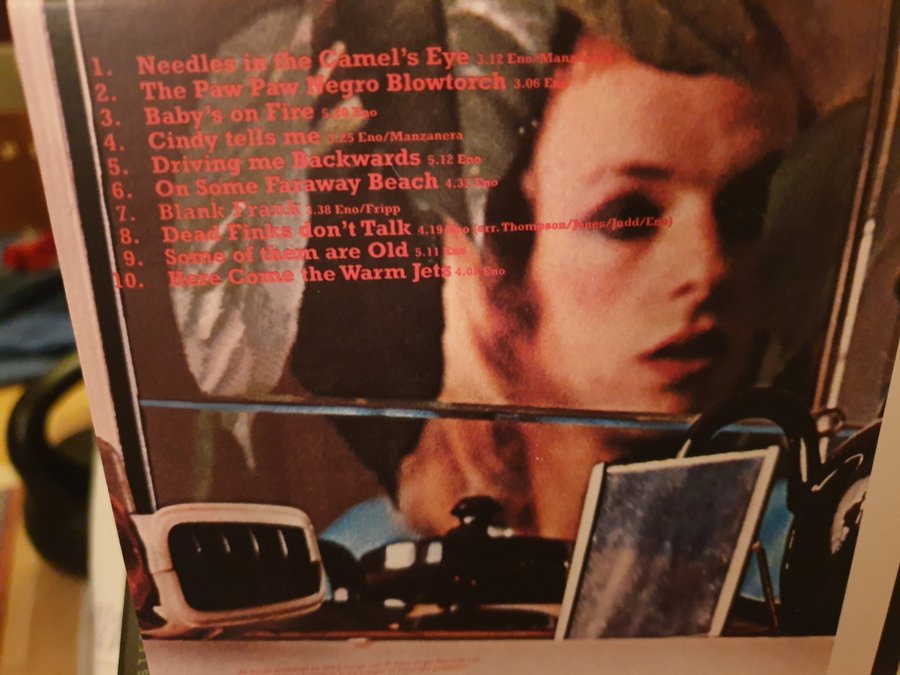 1. Needles in the Camel's Eye 3.12 Eno/Manzanera
2. The Paw Paw Negro Blowtorch 3.06 Eno
3. Baby's on Fire 5.20 Eno
4. Cindy tells me 3.25 Eno/Manzanera
5. Driving me Backwards 5.12 Eno
6. On Some Faraway Beach 4.32 Eno
7. Blank Frank 3.38 Eno/Fripp
8. Dead Finks don't Talk 4.19 Eno (arr. Thompson/Jones/Judd/Eno)
9. Some of them are Old 5.11 Eno
10. Here Come the Warm Jets 4.05 Eno